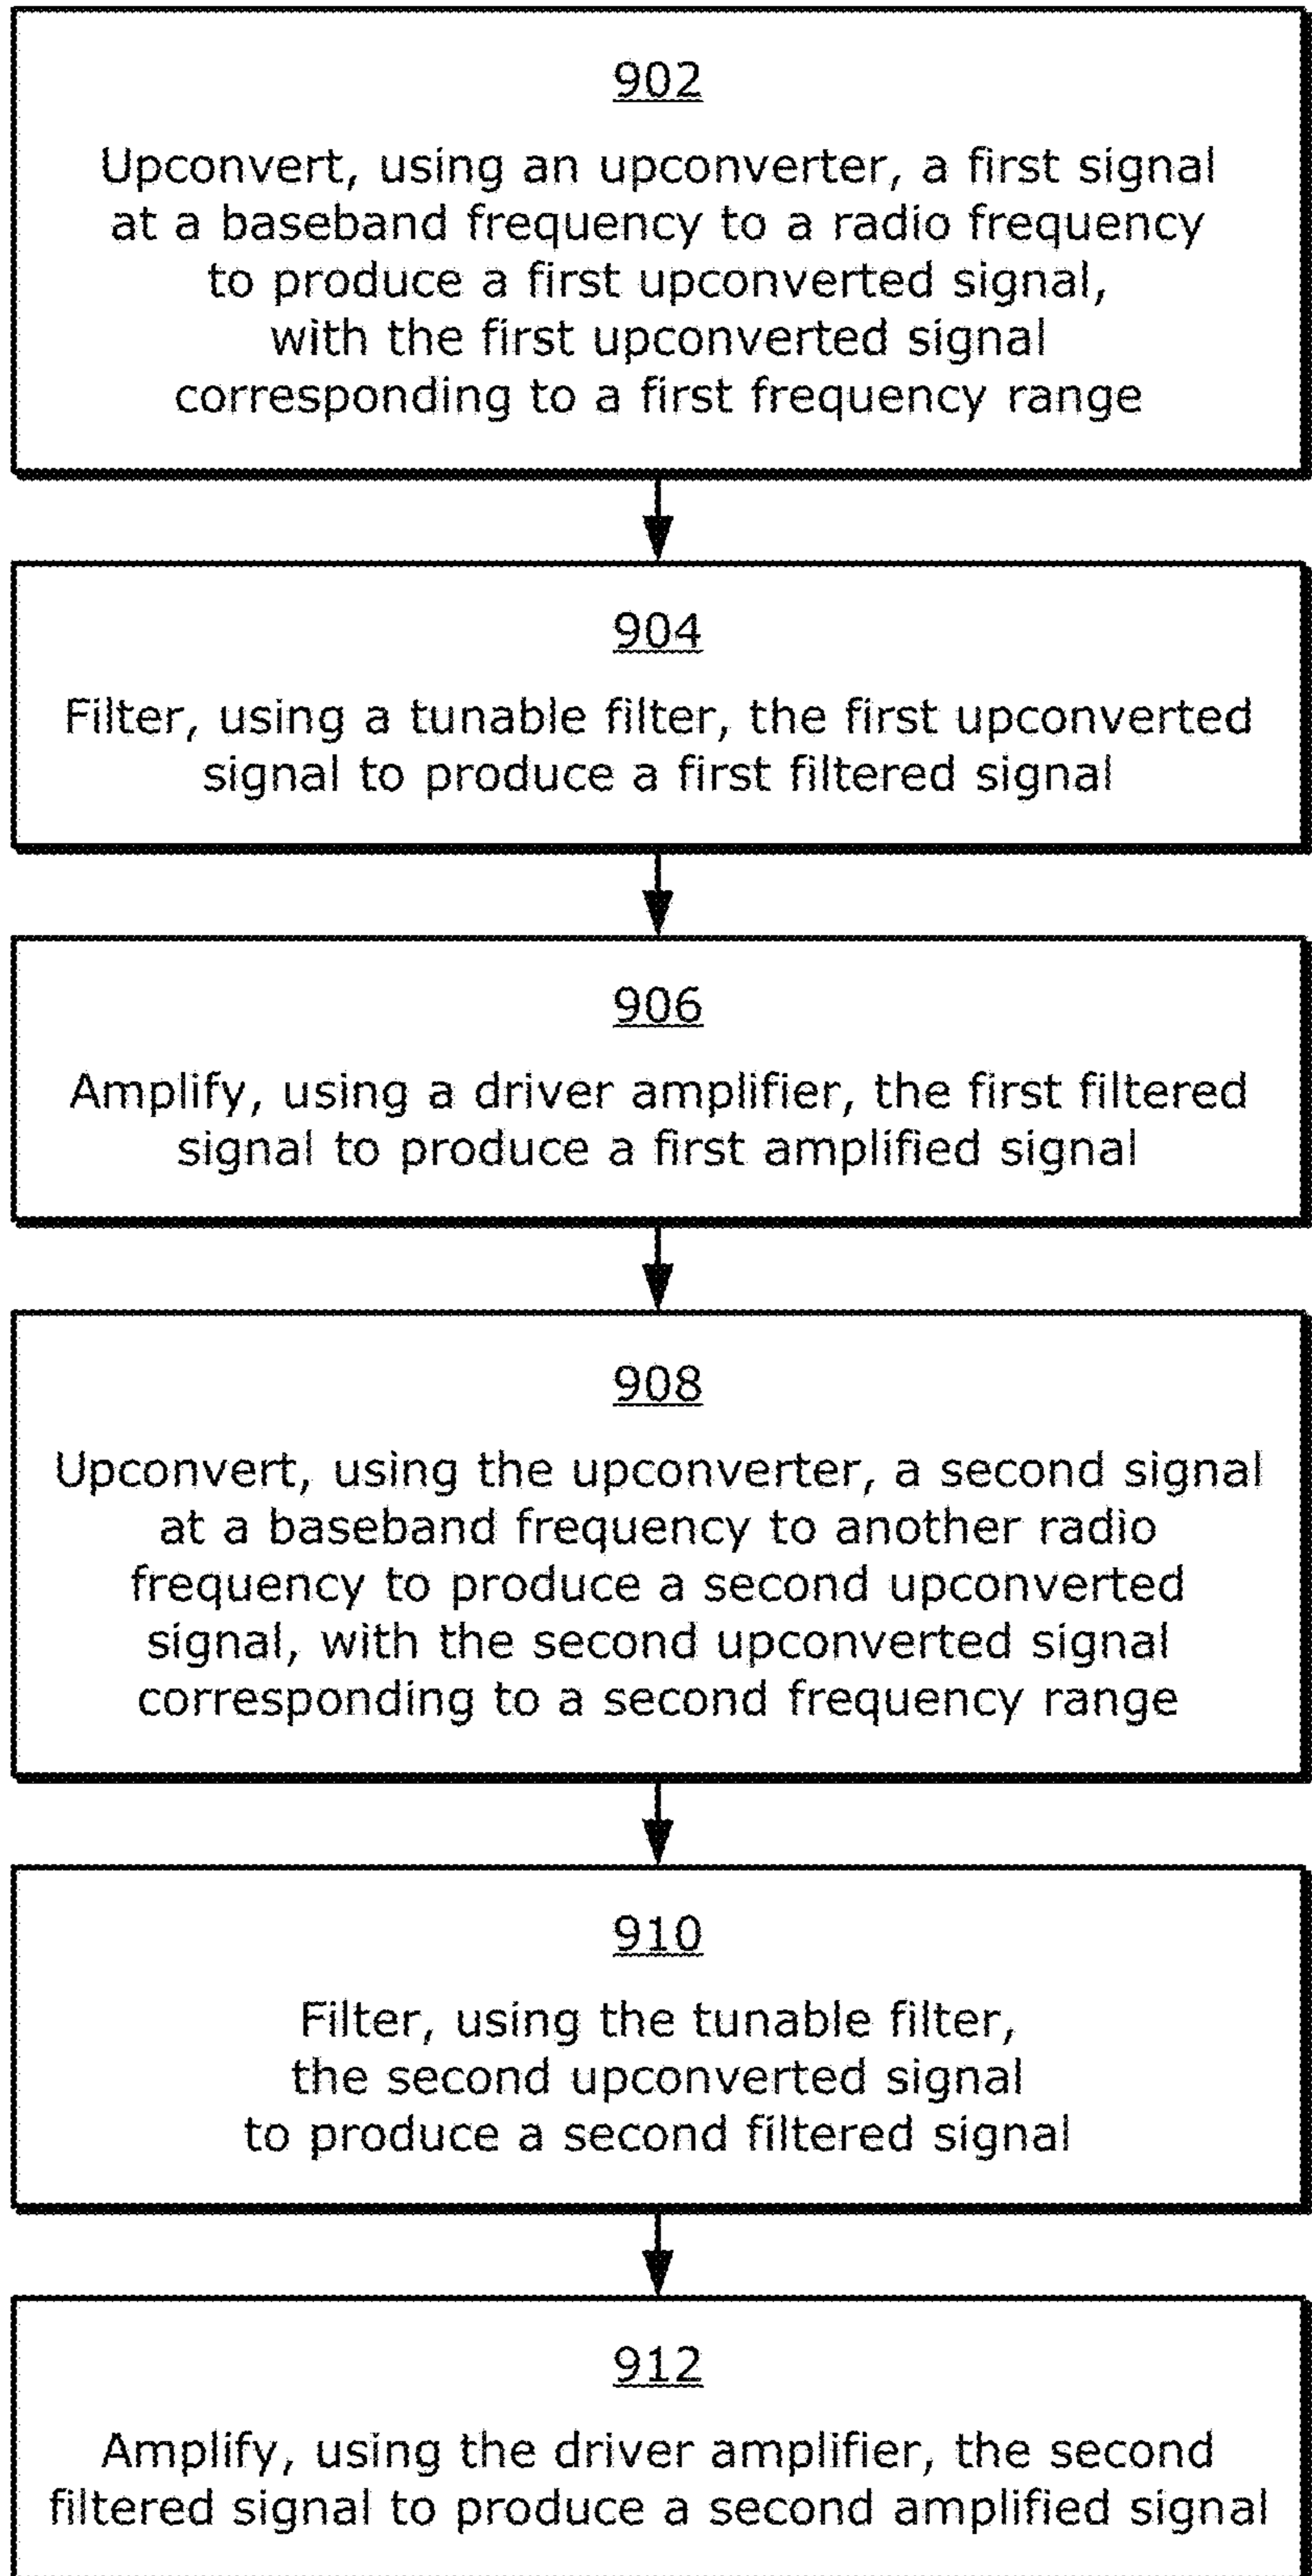 902
Upconvert, using an upconverter, a first signal
at a baseband frequency to a radio frequency
to produce a first upconverted signal,
with the first upconverted signal
corresponding to a first frequency range
904
Filter, using a tunable filter, the first upconverted
signal to produce a first filtered signal
906
Amplify, using a driver amplifier, the first filtered
signal to produce a first amplified signal
908
Upconvert, using the upconverter, a second signal
at a baseband frequency to another radio
frequency to produce a second upconverted
signal, with the second upconverted signal
corresponding to a second frequency range
910
Filter, using the tunable filter,
the second upconverted signal
to produce a second filtered signal
912
Amplify, using the driver amplifier, the second
filtered signal to produce a second amplified signal